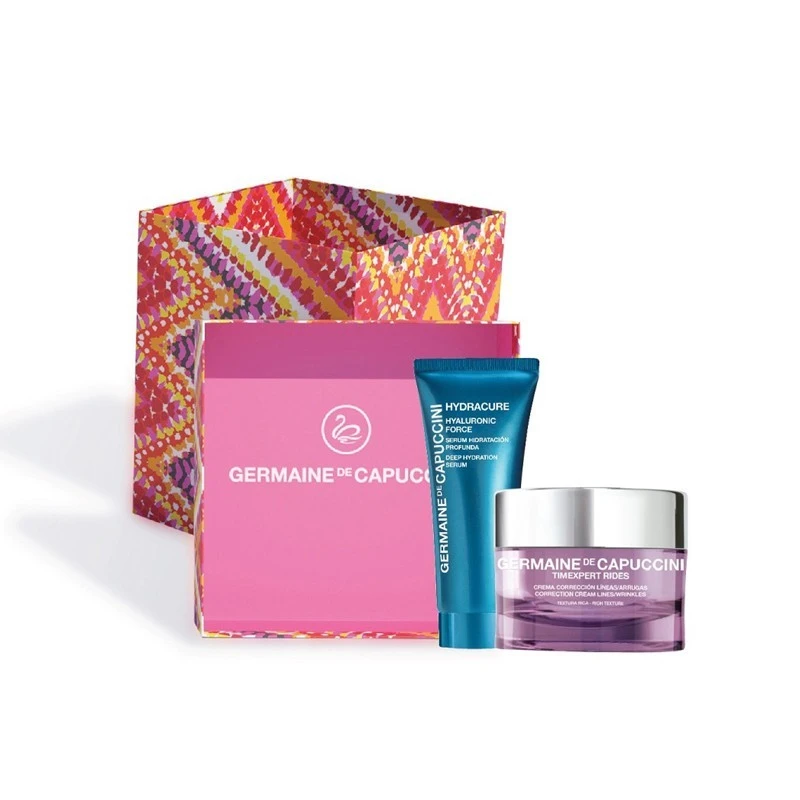 GERMAINE DE CAPUCC
GERMAINE DE CAPUCCINI
HYDRACURE
HYALURONIC
FORCE
SERUM HIDRATACIÓN
PROFUNDA
DEEP HYDRATION
SERUM
GERMAINE DE CAPUCCINI
TIMEXPERT RIDES
CREMA CORRECCIÓN LÍNEAS/ARRUGAS
CORRECTION CREAM LINES/WRINKLES
TEXTURA RICA - RICH TEXTURE